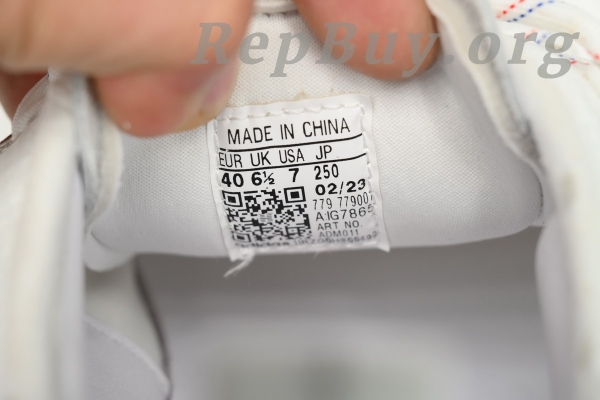 RepBuy.org
MADE IN CHINA
EUR UK USA JP
40 6½ 7 250
02/23
779 77900
A1G786
ART NO.
ADM011